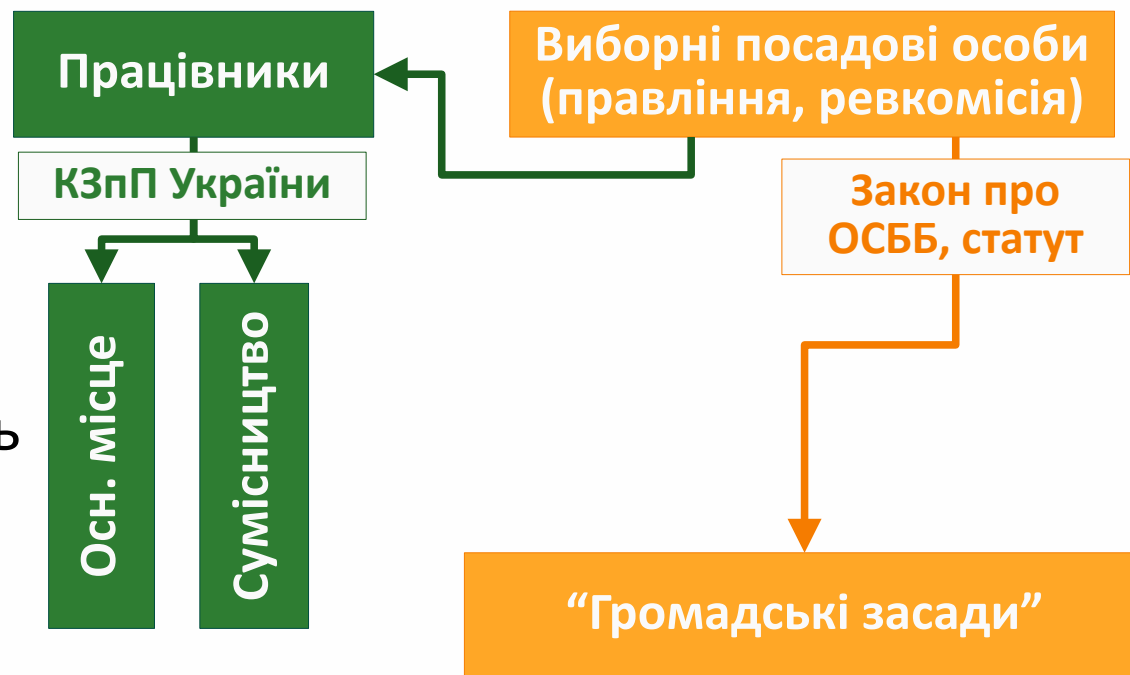 Працівники
Виборні посадові особи
(правління, ревкомісія)
КЗпП України
Закон про
ОСББ, статут
ь
Осн. місце
Сумісництво
“Громадські засади”